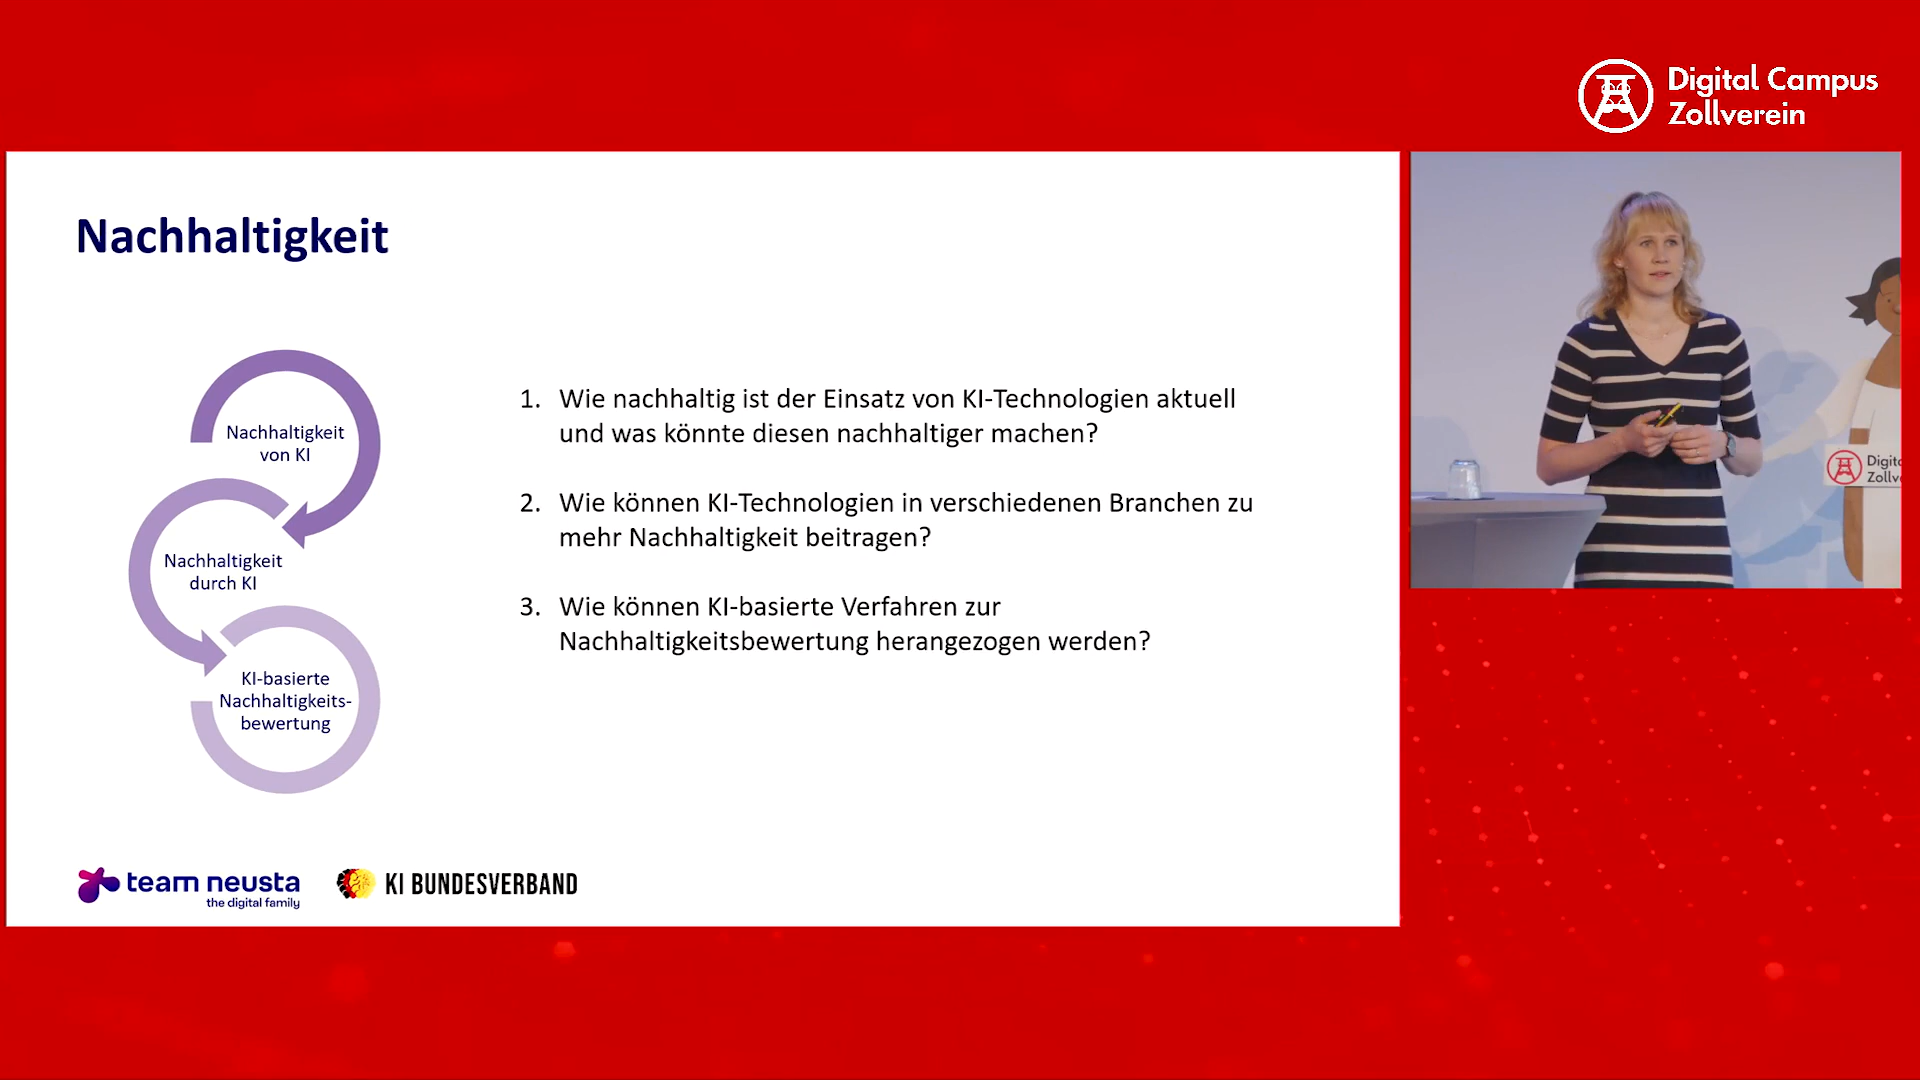 Digital Campus
Zollverein
Nachhaltigkeit
Nachhaltigkeit
von KI
Nachhaltigkeit
durch KI
KI-basierte
Nachhaltigkeits-
bewertung
1. Wie nachhaltig ist der Einsatz von KI-Technologien aktuell
und was könnte diesen nachhaltiger machen?
2. Wie können KI-Technologien in verschiedenen Branchen zu
mehr Nachhaltigkeit beitragen?
3. Wie können KI-basierte Verfahren zur
Nachhaltigkeitsbewertung herangezogen werden?
team neusta
the digital family
KI BUNDESVERBAND